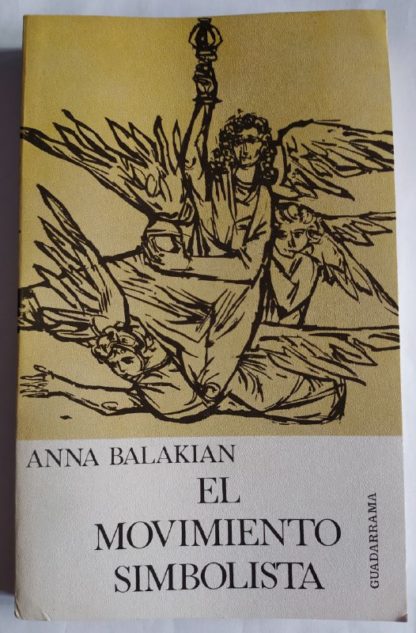 ANNA BALAKIAN
EL
MOVIMIENTO
SIMBOLISTA
GUADARRAMA